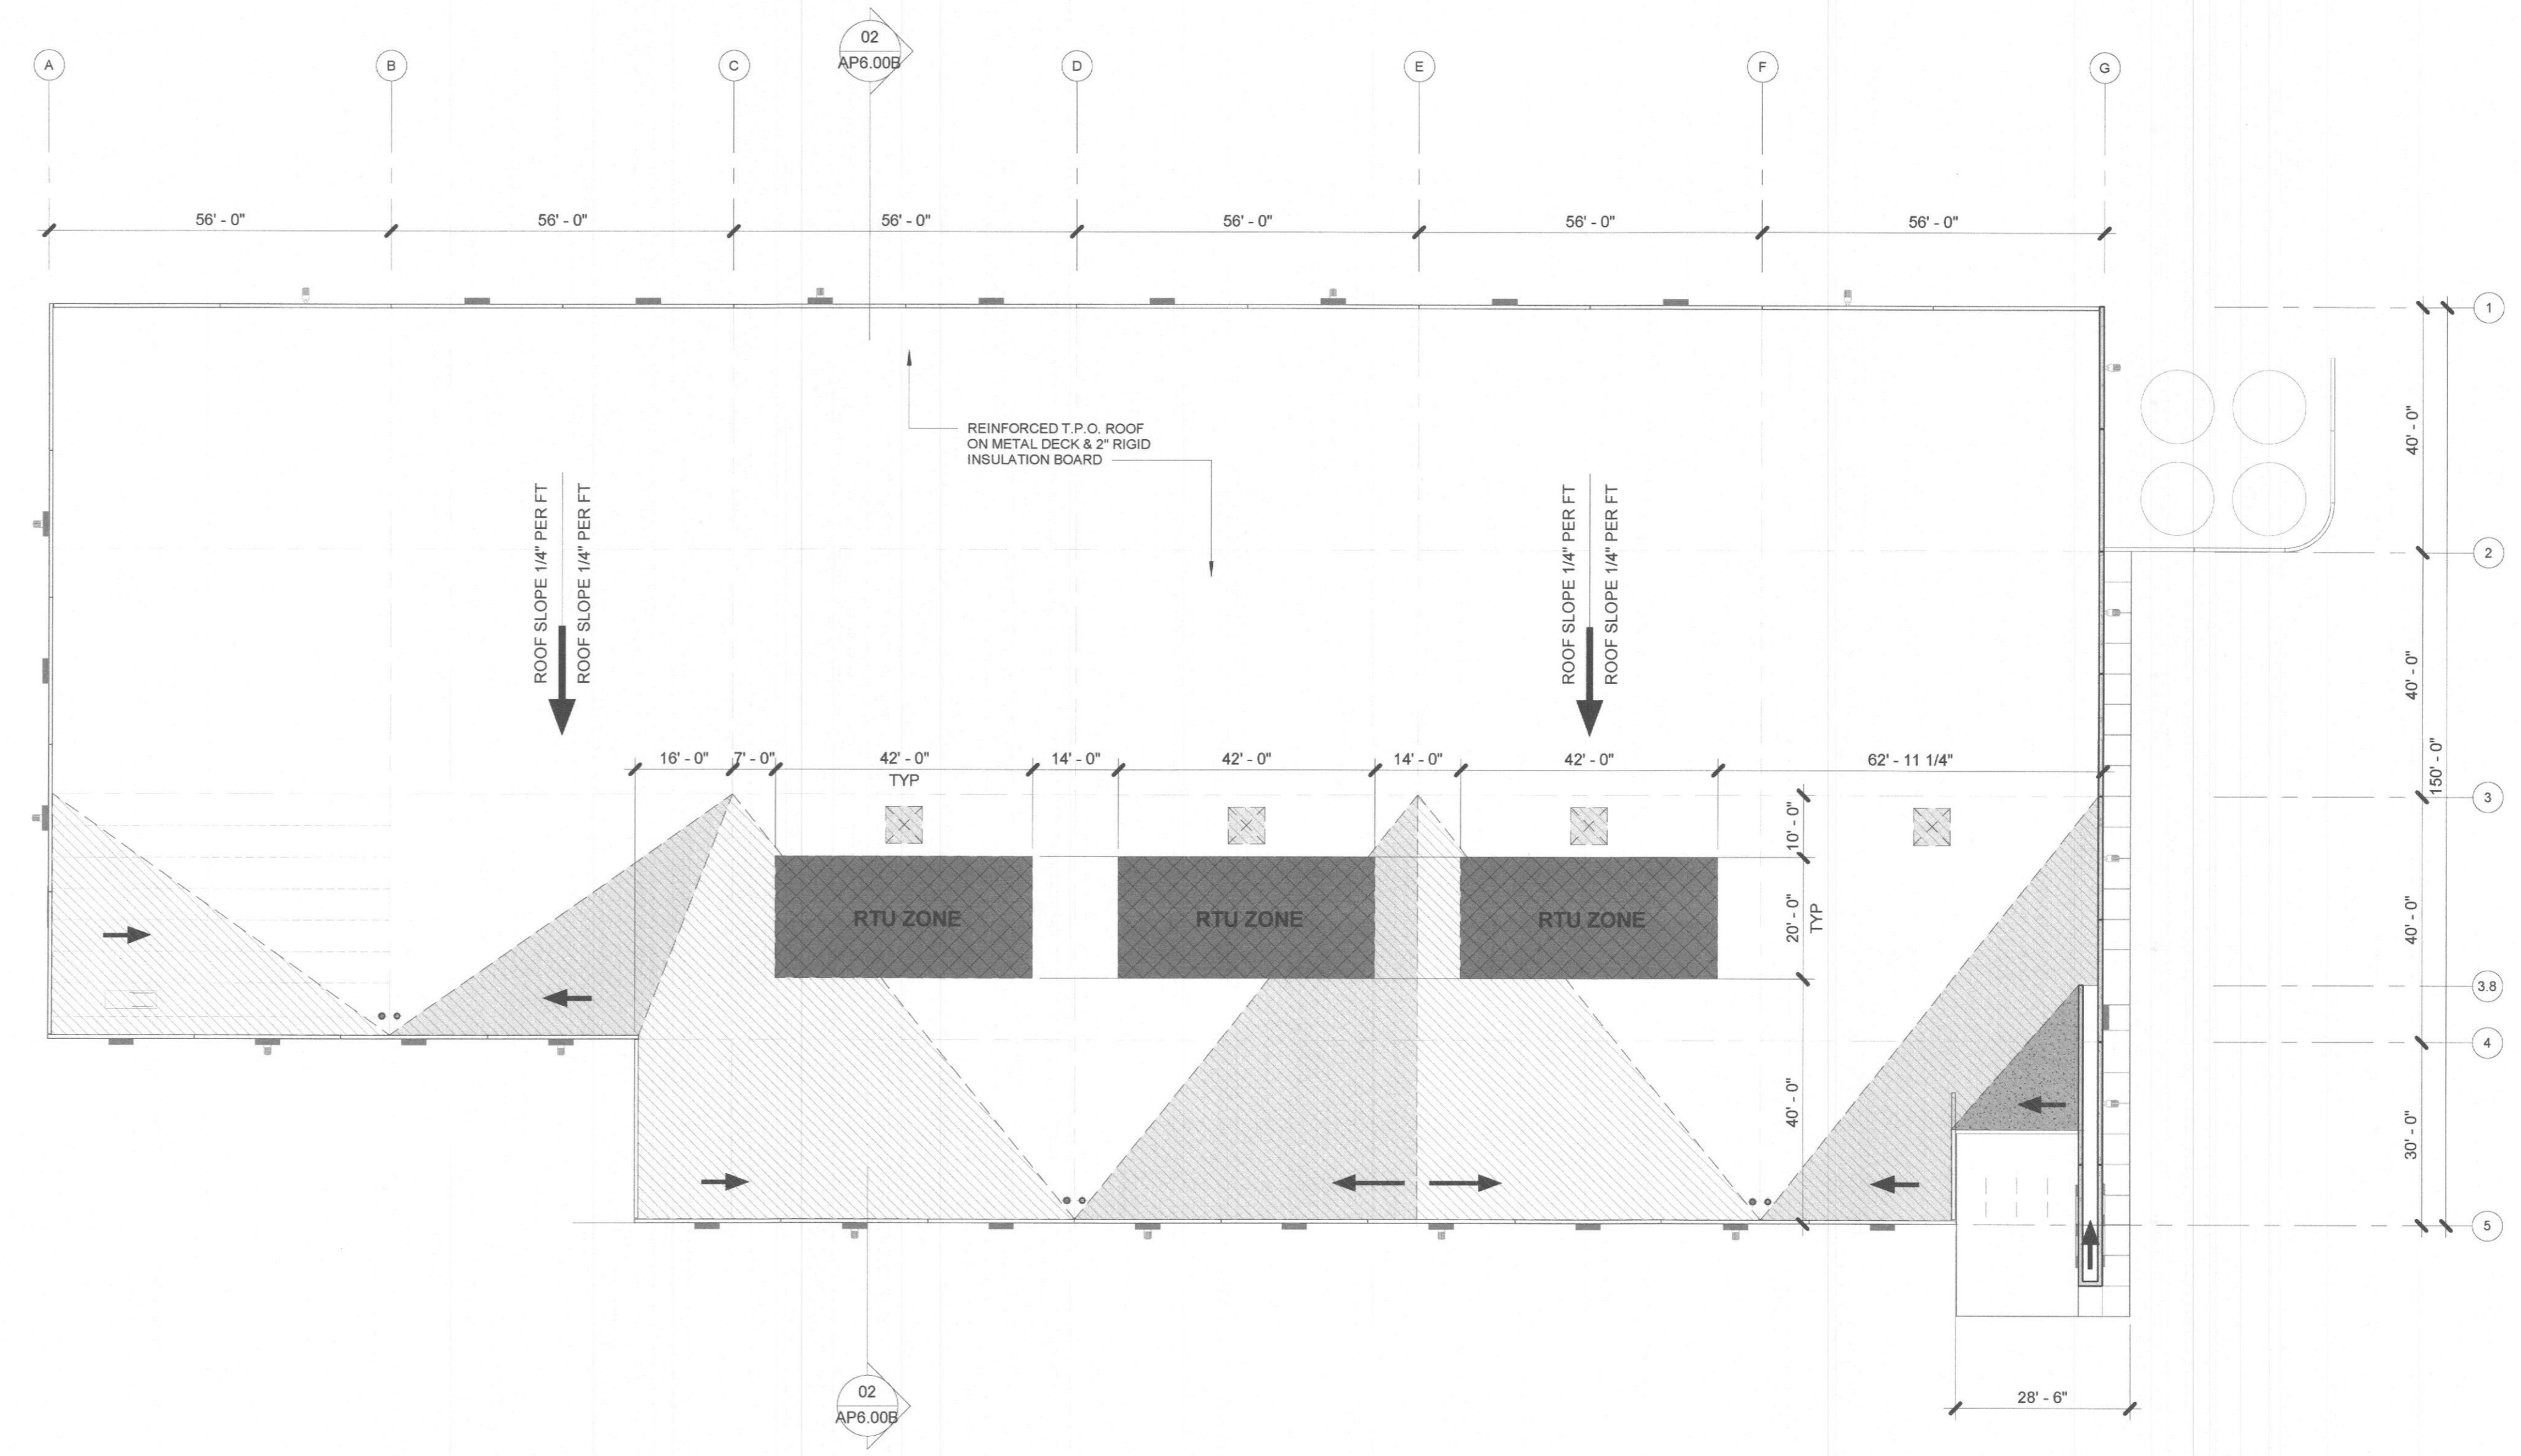 02
AP6.00B
A
B
C
D
E
F
G
56' - 0"
56' - 0"
56' - 0"
56' - 0"
56' - 0"
56' - 0"
1
REINFORCED T.P.O. ROOF
ON METAL DECK & 2" RIGID
INSULATION BOARD
40' - 0"
ROOF SLOPE 1/4" PER FT
ROOF SLOPE 1/4" PER FT
ROOF SLOPE 1/4" PER FT
ROOF SLOPE 1/4" PER FT
2
40' - 0"
150' - 0"
16' - 0"
7' - 0"
42' - 0"
TYP
14' - 0"
42' - 0"
14' - 0"
42' - 0"
62' - 11 1/4"
3
10' - 0"
RTU ZONE
RTU ZONE
RTU ZONE
20' - 0"
TYP
40' - 0"
3.8
4
40' - 0"
30' - 0"
5
02
AP6.00B
28' - 6"